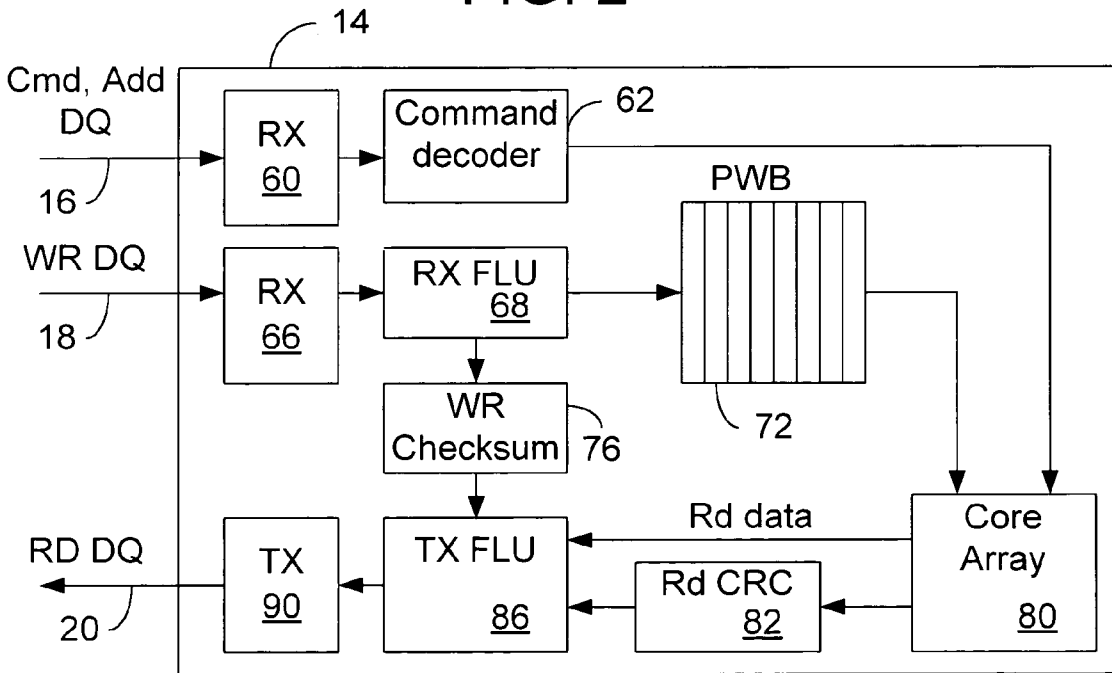 14
Cmd, Add
DQ
16
RX
60
Command
decoder
62
PWB
WR DQ
18
RX
66
RX FLU
68
72
WR
Checksum
76
RD DQ
20
TX
90
TX FLU
86
Rd data
Rd CRC
82
Core
Array
80